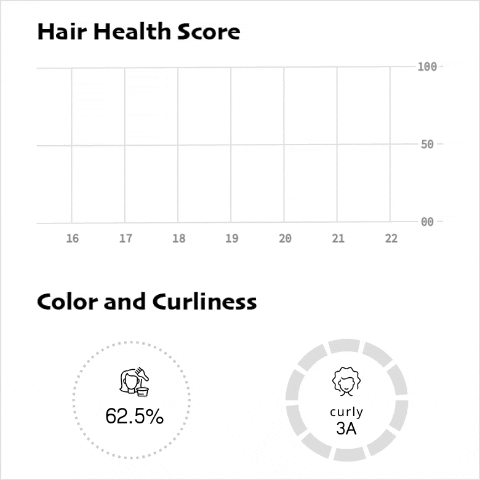 Hair Health Score
100
50
00
16 17 18 19 20 21 22
Color and Curliness
62.5%
curly
3A